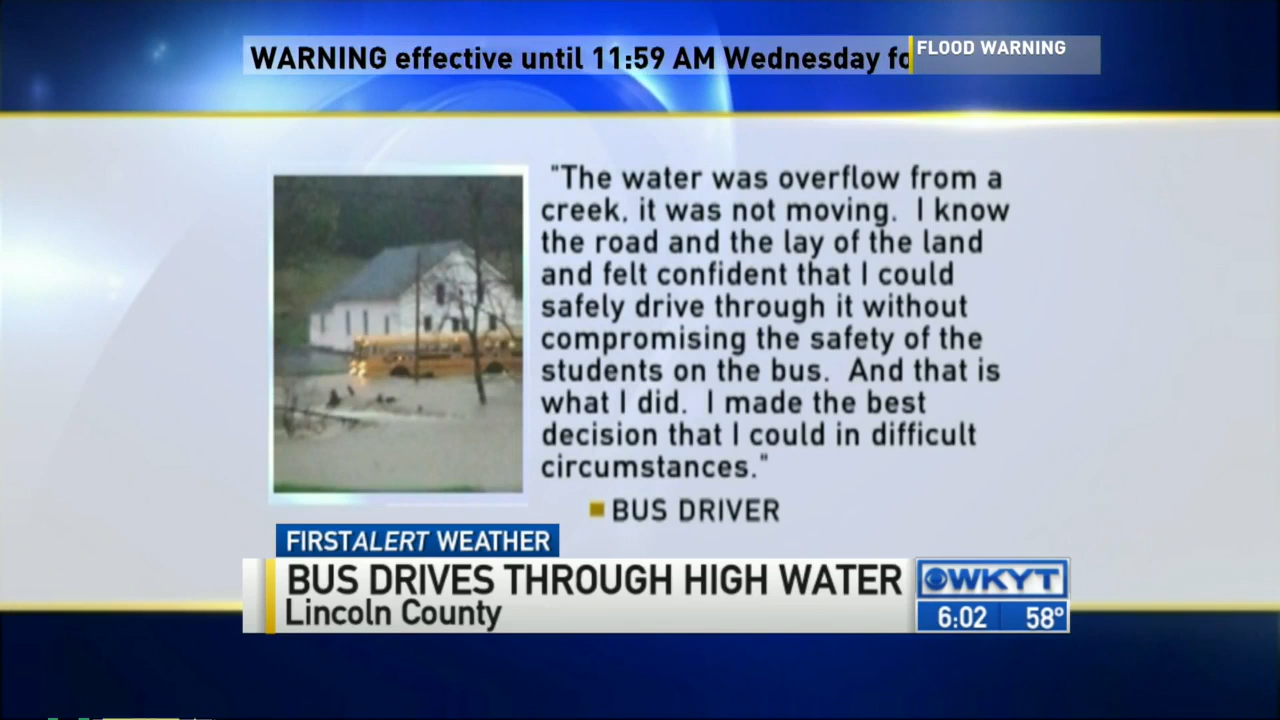 WARNING effective until 11:59 AM Wednesday fo
FLOOD WARNING
"The water was overflow from a
creek, it was not moving. I know
the road and the lay of the land
and felt confident that I could
safely drive through it without
compromising the safety of the
students on the bus. And that is
what I did. I made the best
decision that I could in difficult
circumstances."
BUS DRIVER
FIRSTALERT WEATHER
BUS DRIVES THROUGH HIGH WATER
Lincoln County
WKYT
6:02 58°